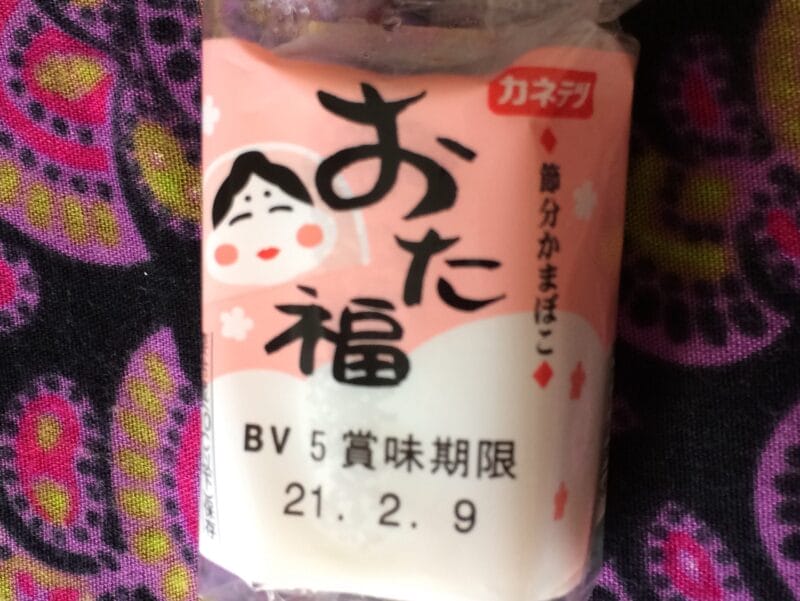 カネテツ
節分かまぼこ
おた
福
BV 5 賞味期限
21. 2. 9